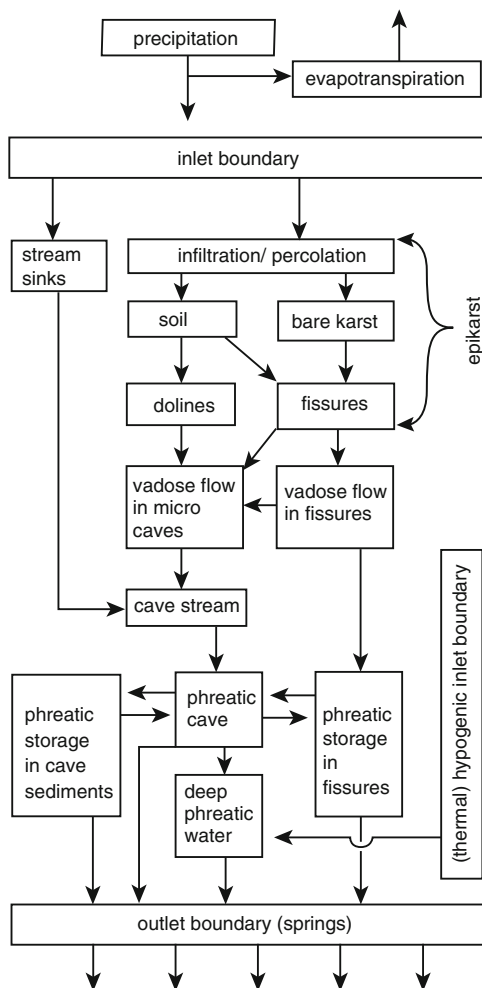 precipitation
evapotranspiration
inlet boundary
stream
sinks
infiltration/ percolation
soil
bare karst
epikarst
dolines
fissures
vadose flow
in micro
caves
vadose flow
in fissures
(thermal) hypogenic inlet boundary
cave stream
phreatic
storage
in cave
sediments
phreatic
cave
phreatic
storage
in
fissures
deep
phreatic
water
outlet boundary (springs)